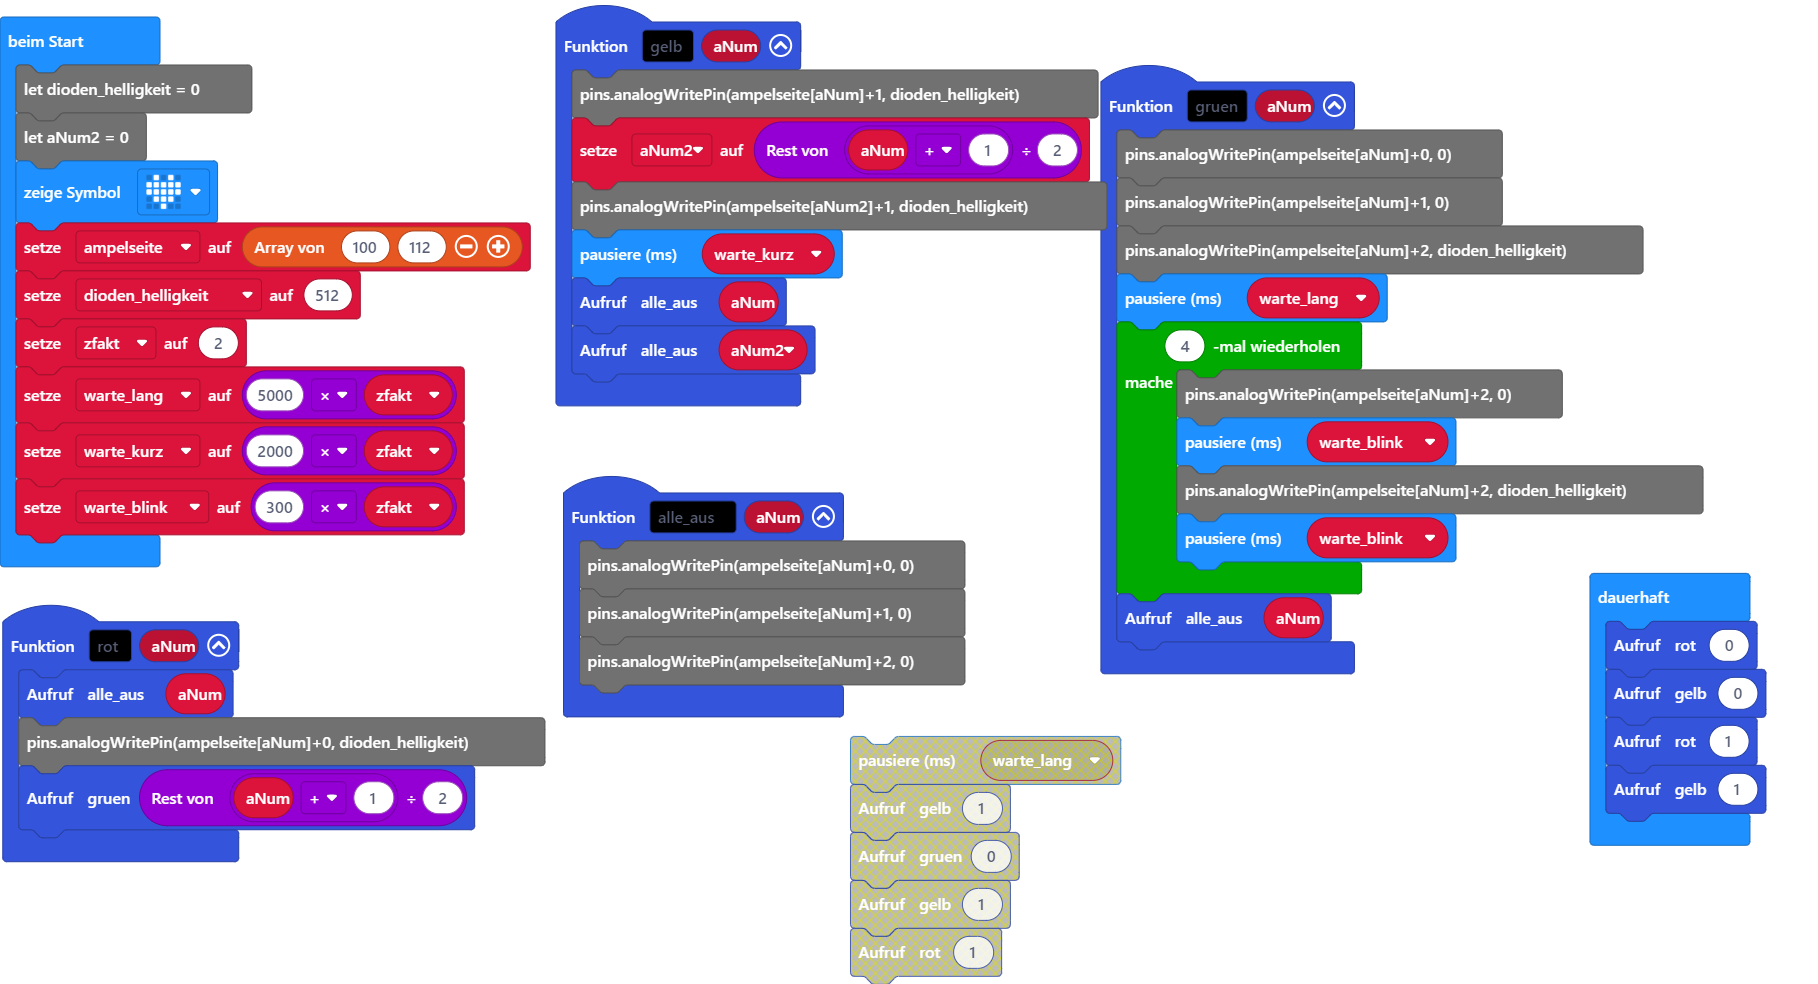 beim Start
let dioden_helligkeit = 0
let aNum2 = 0
zeige Symbol
setze ampelseite auf Array von 100 112
setze dioden_helligkeit auf 512
setze zfakt auf 2
setze warte_lang auf 5000 × zfakt
setze warte_kurz auf 2000 × zfakt
setze warte_blink auf 300 × zfakt
Funktion rot aNum
Aufruf alle_aus aNum
pins.analogWritePin(ampelseite[aNum]+0, dioden_helligkeit)
Aufruf gruen Rest von aNum + 1 ÷ 2
Funktion gelb aNum
pins.analogWritePin(ampelseite[aNum]+1, dioden_helligkeit)
setze aNum2 auf Rest von aNum + 1 ÷ 2
pins.analogWritePin(ampelseite[aNum2]+1, dioden_helligkeit)
pausiere (ms) warte_kurz
Aufruf alle_aus aNum
Aufruf alle_aus aNum2
Funktion alle_aus aNum
pins.analogWritePin(ampelseite[aNum]+0, 0)
pins.analogWritePin(ampelseite[aNum]+1, 0)
pins.analogWritePin(ampelseite[aNum]+2, 0)
pausiere (ms) warte_lang
Aufruf gelb 1
Aufruf gruen 0
Aufruf gelb 1
Aufruf rot 1
Funktion gruen aNum
pins.analogWritePin(ampelseite[aNum]+0, 0)
pins.analogWritePin(ampelseite[aNum]+1, 0)
pins.analogWritePin(ampelseite[aNum]+2, dioden_helligkeit)
pausiere (ms) warte_lang
4 -mal wiederholen
mache
pins.analogWritePin(ampelseite[aNum]+2, 0)
pausiere (ms) warte_blink
pins.analogWritePin(ampelseite[aNum]+2, dioden_helligkeit)
pausiere (ms) warte_blink
Aufruf alle_aus aNum
dauerhaft
Aufruf rot 0
Aufruf gelb 0
Aufruf rot 1
Aufruf gelb 1